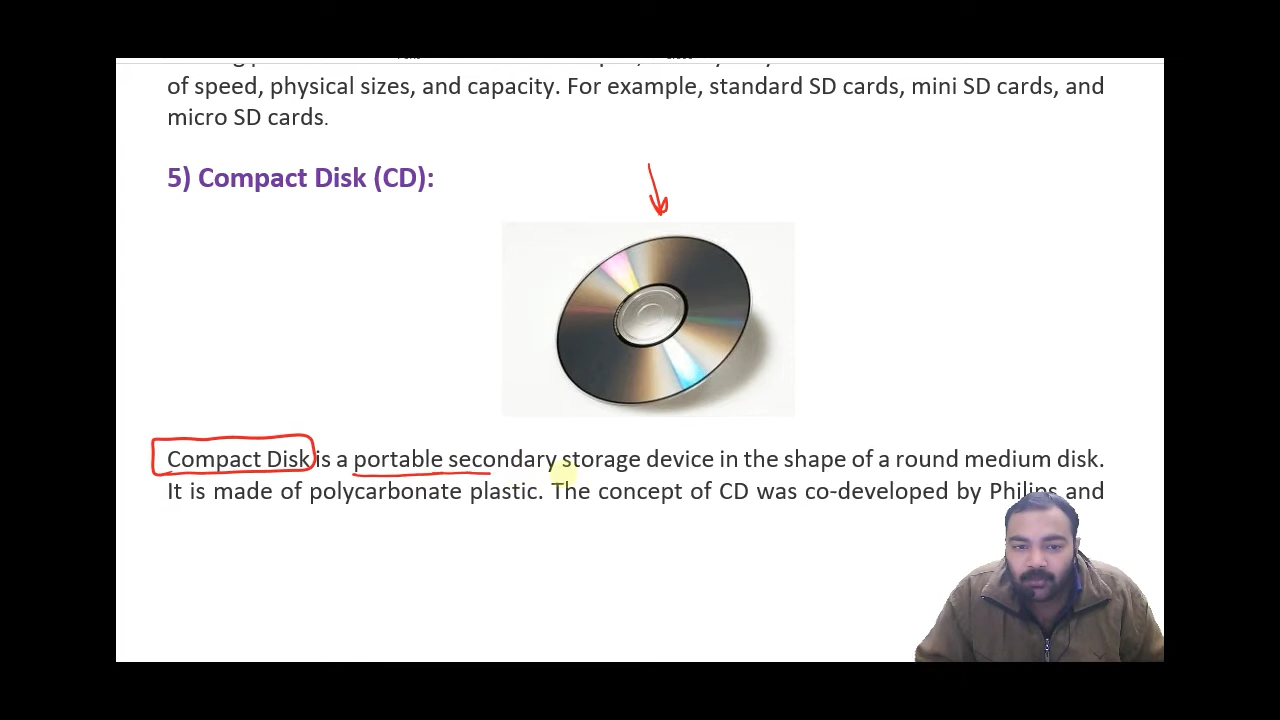 of speed, physical sizes, and capacity. For example, standard SD cards, mini SD cards, and
micro SD cards.
5) Compact Disk (CD):
Compact Disk is a portable secondary storage device in the shape of a round medium disk.
It is made of polycarbonate plastic. The concept of CD was co-developed by Philips and